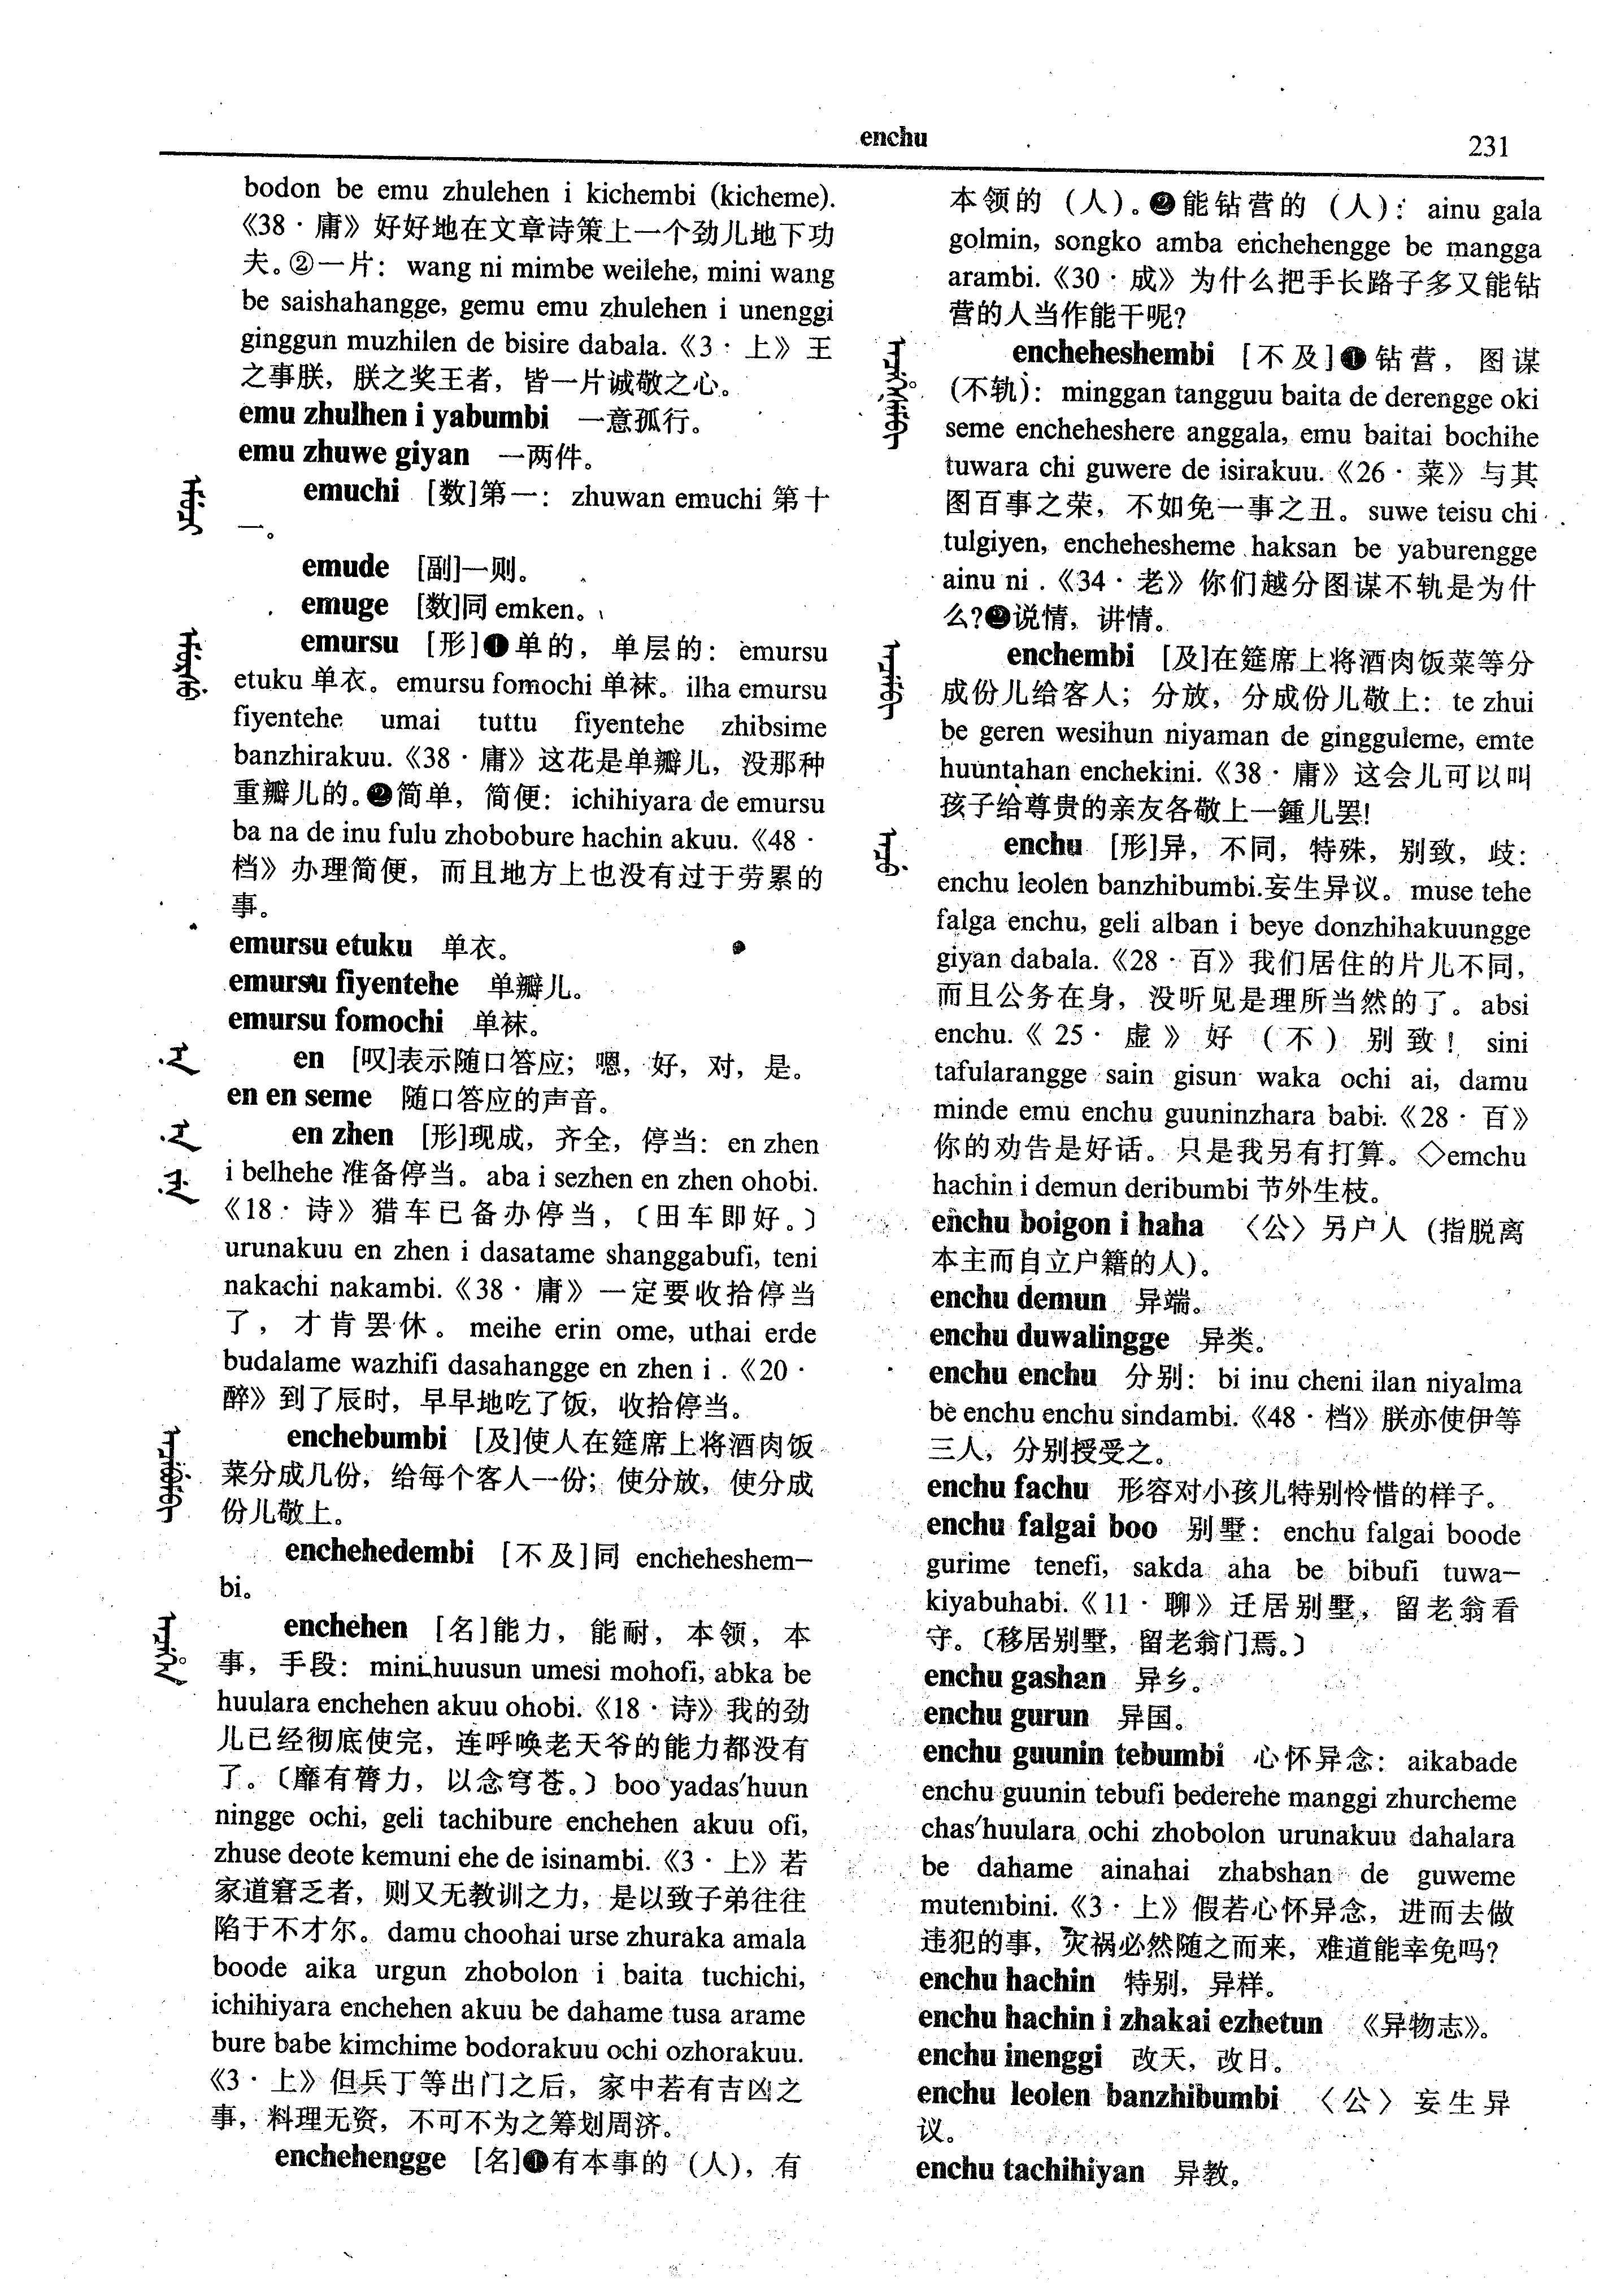 enchu
231
bodon be emu zhulehen i kichembi (kicheme).
《38·庸》好好地在文章诗策上一个劲儿地下功
夫。②一片: wang ni mimbe weilehe, mini wang
be saishahangge, gemu emu zhulehen i unenggi
ginggun muzhilen de bisire dabala.《3·上》王
之事朕，朕之奖王者，皆一片诚敬之心。
emu zhulhen i yabumbi 一意孤行。
emu zhuwe giyan 一两件。
emuchi [数]第一: zhuwan emuchi 第十
一。
emude [副]一则。
emuge [数]同 emken。
emursu [形]❶单的，单层的: emursu
etuku 单衣。emursu fomochi 单袜。ilha emursu
fiyentehe umai tuttu fiyentehe zhibsime
banzhirakuu.《38·庸》这花是单瓣儿，没那种
重瓣儿的。❷简单，简便: ichihiyara de emursu
ba na de inu fulu zhobobure hachin akuu.《48·
档》办理简便，而且地方上也没有过于劳累的
事。
emursu etuku 单衣。
emursu fiyentehe 单瓣儿。
emursu fomochi 单袜。
en [叹]表示随口答应；嗯，好，对，是。
en en seme 随口答应的声音。
en zhen [形]现成，齐全，停当: en zhen
i belhehe 准备停当。aba i sezhen en zhen ohobi.
《18·诗》猎车已备办停当，〔田车即好。〕
urunakuu en zhen i dasatame shanggabufi, teni
nakachi nakambi.《38·庸》一定要收拾停当
了，才肯罢休。meihe erin ome, uthai erde
budalame wazhifi dasahangge en zhen i .《20·
醉》到了辰时，早早地吃了饭，收拾停当。
enchebumbi [及]使人在筵席上将酒肉饭
菜分成几份，给每个客人一份；使分放，使分成
份儿敬上。
enchehedembi [不及]同 encheheshem–
bi。
enchehen [名]能力，能耐，本领，本
事，手段: mini huusun umesi mohofi, abka be
huulara enchehen akuu ohobi.《18·诗》我的劲
儿已经彻底使完，连呼唤老天爷的能力都没有
了。〔靡有膂力，以念穹苍。〕boo yadas'huun
ningge ochi, geli tachibure enchehen akuu ofi,
zhuse deote kemuni ehe de isinambi.《3·上》若
家道窘乏者，则又无教训之力，是以致子弟往往
陷于不才尔。damu choohai urse zhuraka amala
boode aika urgun zhobolon i baita tuchichi,
ichihiyara enchehen akuu be dahame tusa arame
bure babe kimchime bodorakuu ochi ozhorakuu.
《3·上》但兵丁等出门之后，家中若有吉凶之
事，料理无资，不可不为之筹划周济。
enchehengge [名]❶有本事的（人），有
本领的（人）。❷能钻营的（人）: ainu gala
golmin, songko amba enchehengge be mangga
arambi.《30·成》为什么把手长路子多又能钻
营的人当作能干呢?
encheheshembi [不及]❶钻营，图谋
(不轨): minggan tangguu baita de derengge oki
seme encheheshere anggala, emu baitai bochihe
tuwara chi guwere de isirakuu.《26·菜》与其
图百事之荣，不如免一事之丑。suwe teisu chi
tulgiyen, enchehesheme haksan be yaburengge
ainu ni .《34·老》你们越分图谋不轨是为什
么?❷说情，讲情。
enchembi [及]在筵席上将酒肉饭菜等分
成份儿给客人；分放，分成份儿敬上: te zhui
be geren wesihun niyaman de gingguleme, emte
huuntahan enchekini.《38·庸》这会儿可以叫
孩子给尊贵的亲友各敬上一鍾儿罢!
enchu [形]异，不同，特殊，别致，歧:
enchu leolen banzhibumbi.妄生异议。muse tehe
falga enchu, geli alban i beye donzhihakuungge
giyan dabala.《28·百》我们居住的片儿不同，
而且公务在身，没听见是理所当然的了。absi
enchu.《25·虚》好（不）别致! sini
tafularangge sain gisun waka ochi ai, damu
minde emu enchu guuninzhara babi.《28·百》
你的劝告是好话。只是我另有打算。◇emchu
hachin i demun deribumbi 节外生枝。
enchu boigon i haha 〈公〉另户人（指脱离
本主而自立户籍的人)。
enchu demun 异端。
enchu duwalingge 异类。
enchu enchu 分别: bi inu cheni ilan niyalma
be enchu enchu sindambi.《48·档》朕亦使伊等
三人，分别授受之。
enchu fachu 形容对小孩儿特别怜惜的样子。
enchu falgai boo 别墅: enchu falgai boode
gurime tenefi, sakda aha be bibufi tuwa–
kiyabuhabi.《11·聊》迁居别墅，留老翁看
守。〔移居别墅，留老翁门焉。〕
enchu gashan 异乡。
enchu gurun 异国。
enchu guunin tebumbi 心怀异念: aikabade
enchu guunin tebufi bederehe manggi zhurcheme
chas'huulara ochi zhobolon urunakuu dahalara
be dahame ainahai zhabshan de guweme
mutembini.《3·上》假若心怀异念，进而去做
违犯的事，灾祸必然随之而来，难道能幸免吗?
enchu hachin 特别，异样。
enchu hachin i zhakai ezhetun 《异物志》。
enchu inenggi 改天，改日。
enchu leolen banzhibumbi 〈公〉妄生异
议。
enchu tachihiyan 异教。